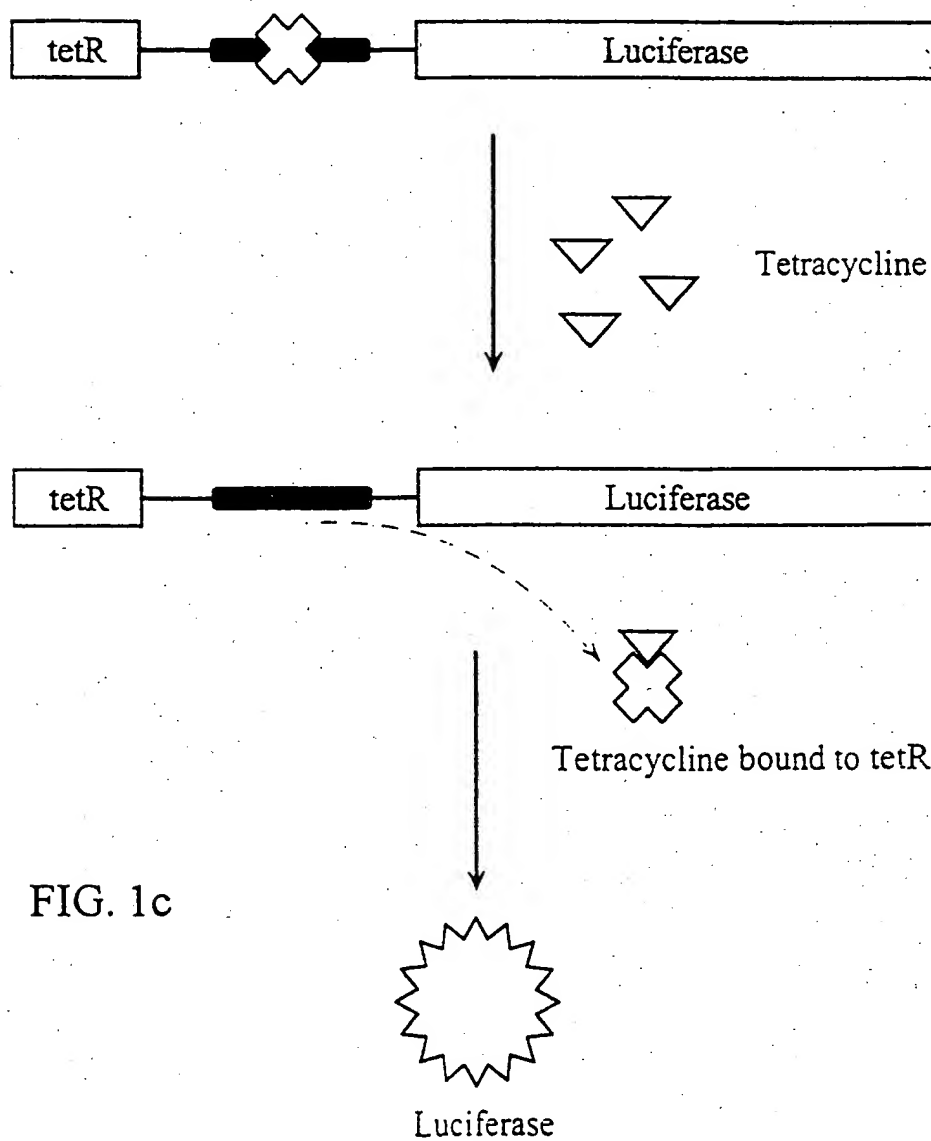 tetR
Luciferase
Tetracycline
tetR
Luciferase
Tetracycline bound to tetR
FIG. 1c
Luciferase